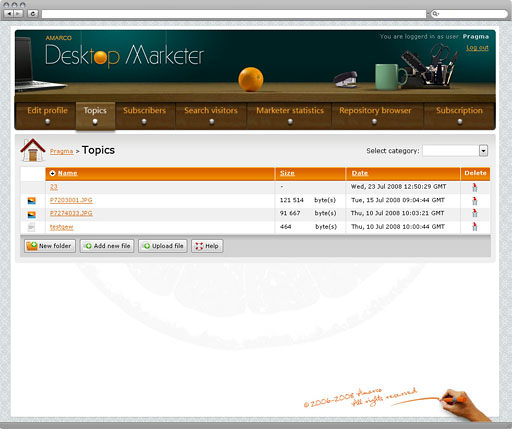 AMARCO
Desktop Marketer
You are loggerd in as user Pragma
Log out
Edit profile Topics Subscribers Search visitors Marketer statistics Repository browser Subscription
Pragma > Topics Select category:
Name Size Date Delete
23 - Wed, 23 Jul 2008 12:50:29 GMT
P7203001.JPG 121 514 byte(s) Tue, 15 Jul 2008 09:04:44 GMT
P7274033.JPG 91 667 byte(s) Thu, 10 Jul 2008 10:03:21 GMT
testgew 464 byte(s) Thu, 10 Jul 2008 10:00:44 GMT
New folder Add new file Upload file Help
© 2006-2008 Amarco
All rights reserved